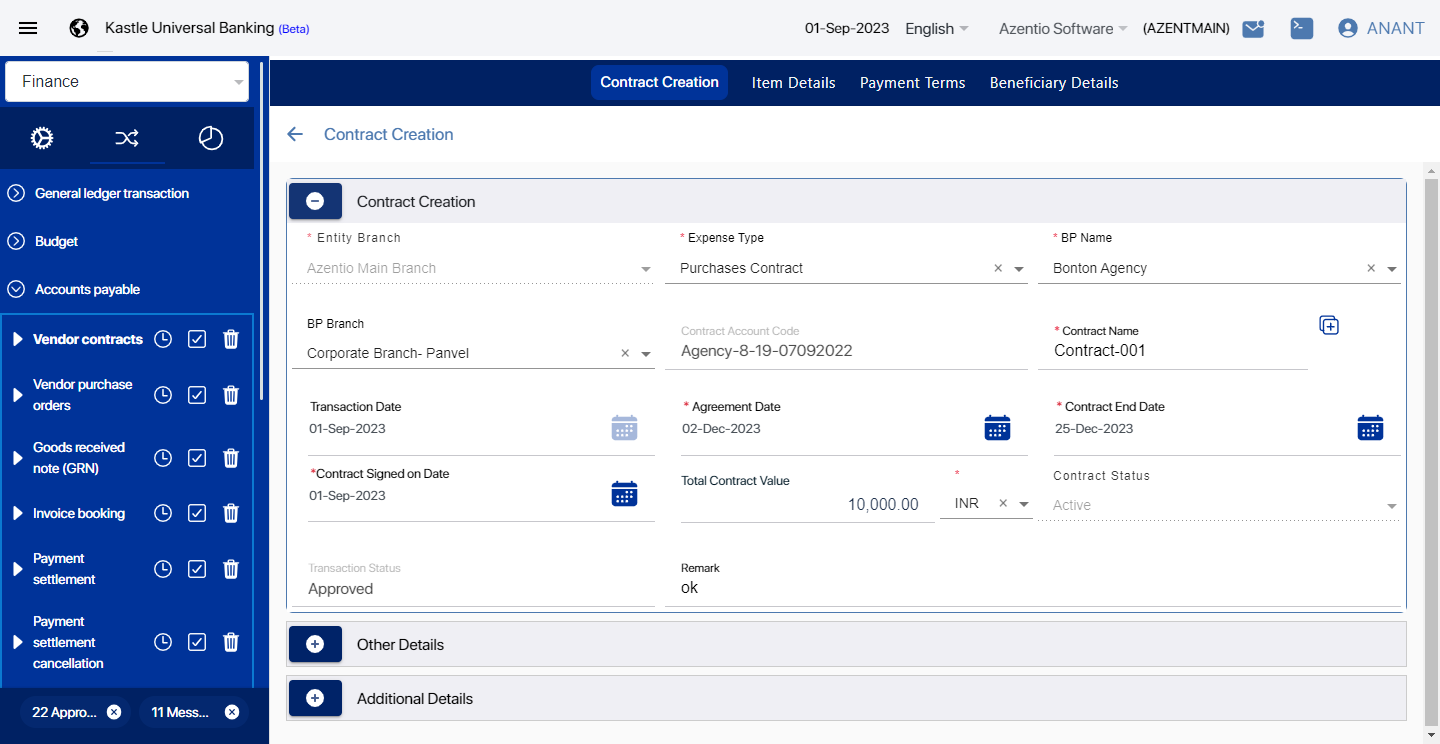 Kastle Universal Banking (Beta)
01-Sep-2023
English
Azentio Software
(AZENTMAIN)
ANANT
Finance
General ledger transaction
Budget
Accounts payable
Vendor contracts
Vendor purchase
orders
Goods received
note (GRN)
Invoice booking
Payment
settlement
Payment
settlement
cancellation
22 Appro...
11 Mess...
Contract Creation
Item Details
Payment Terms
Beneficiary Details
Contract Creation
Contract Creation
* Entity Branch
Azentio Main Branch
* Expense Type
Purchases Contract
* BP Name
Bonton Agency
BP Branch
Corporate Branch- Panvel
Contract Account Code
Agency-8-19-07092022
* Contract Name
Contract-001
Transaction Date
01-Sep-2023
* Agreement Date
02-Dec-2023
* Contract End Date
25-Dec-2023
*Contract Signed on Date
01-Sep-2023
Total Contract Value
10,000.00
*
INR
Contract Status
Active
Transaction Status
Approved
Remark
ok
Other Details
Additional Details